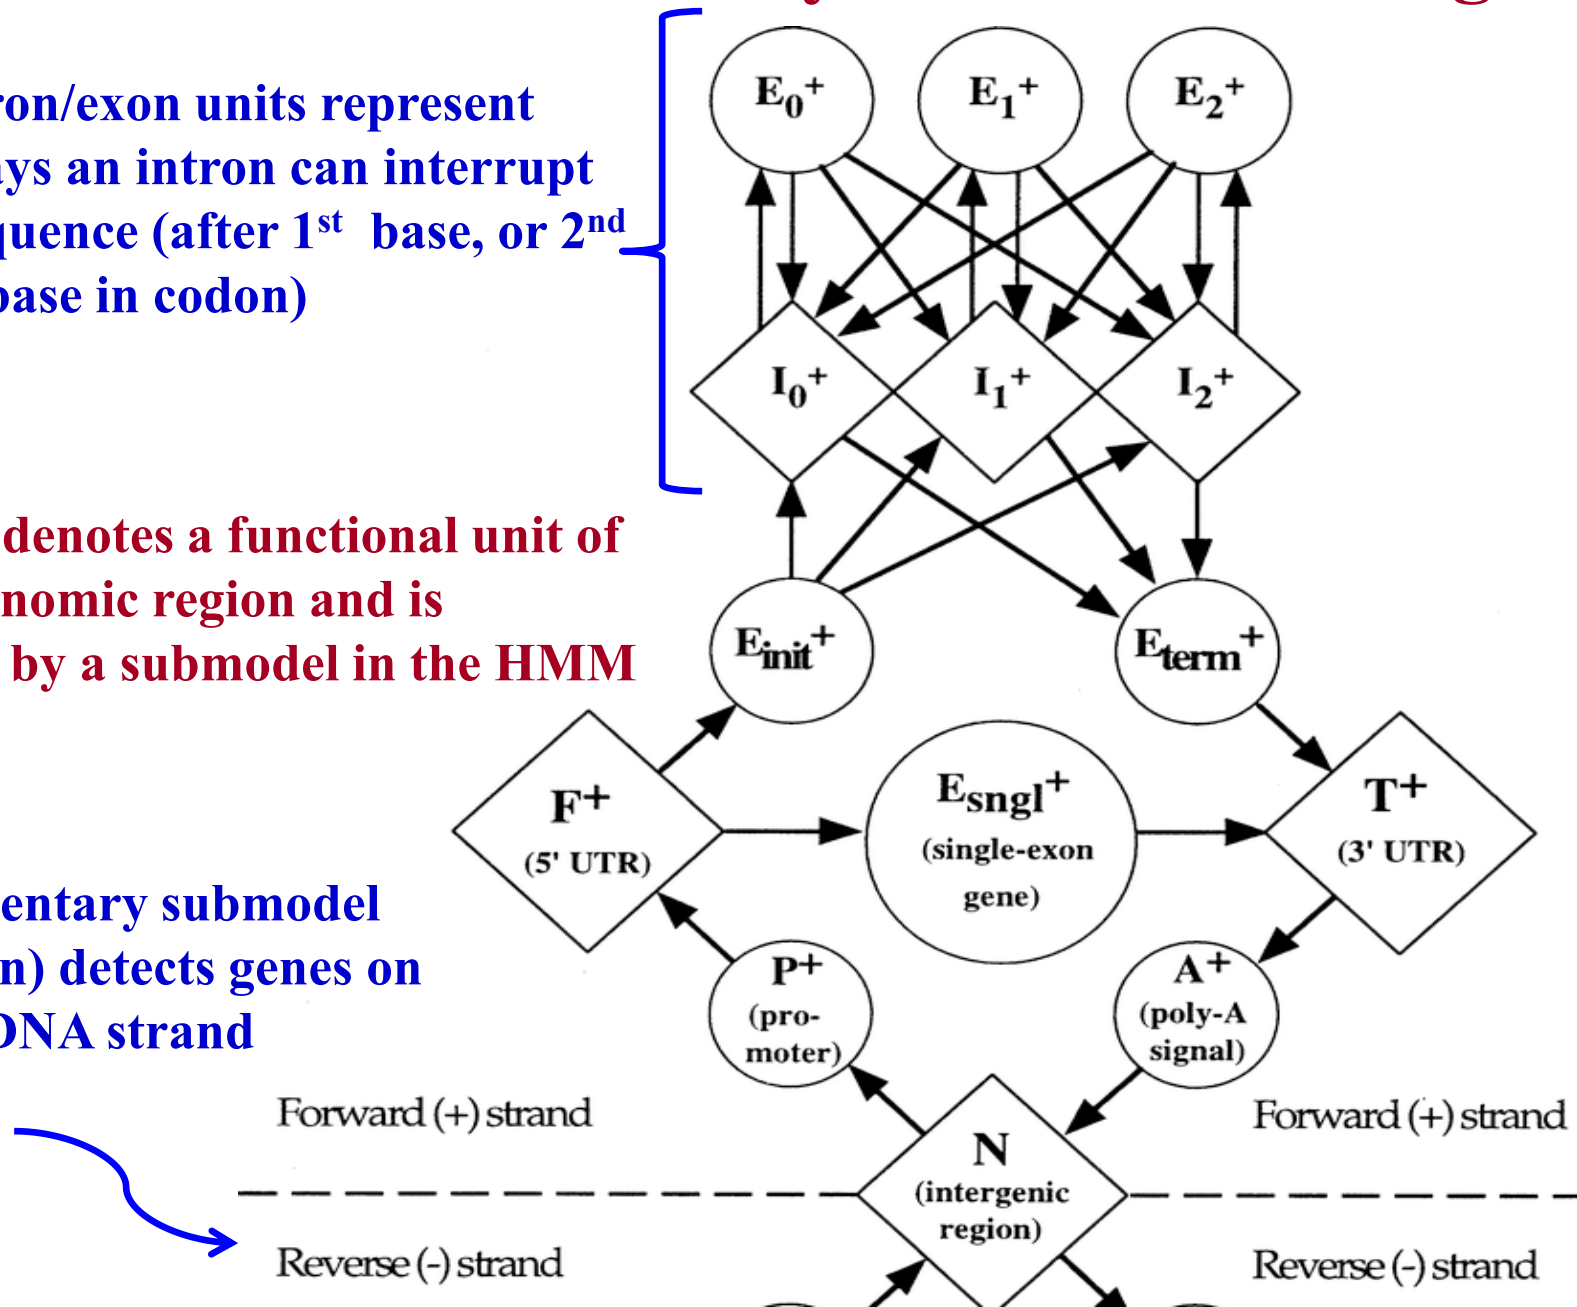 ron/exon units represent
ays an intron can interrupt
quence (after 1st base, or 2nd
base in codon)
denotes a functional unit of
nomic region and is
by a submodel in the HMM
entary submodel
n) detects genes on
DNA strand
E0+ E1+ E2+
I0+ I1+ I2+
Einit+ Eterm+
F+
(5' UTR)
Esngl+
(single-exon
gene)
T+
(3' UTR)
P+
(pro-
moter)
A+
(poly-A
signal)
Forward (+) strand
Forward (+) strand
N
(intergenic
region)
Reverse (-) strand
Reverse (-) strand